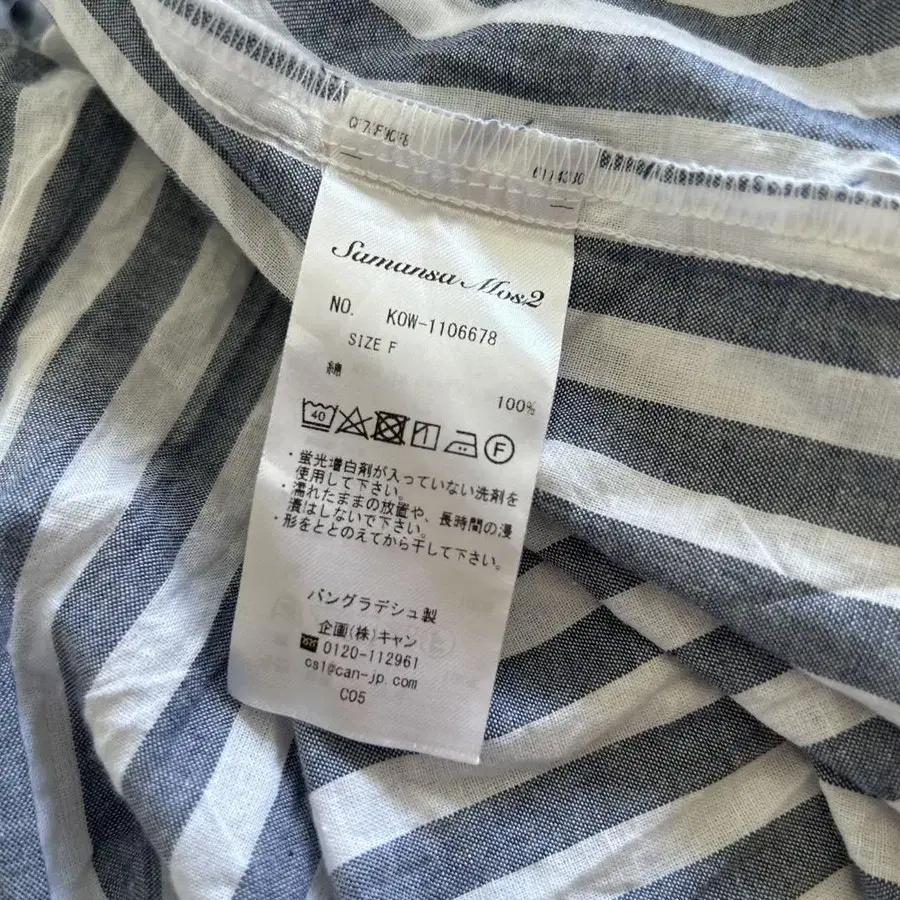 Samansa Mos2
NO. KOW-1106678
SIZE F
綿
100%
40
F
・蛍光増白剤が入っていない洗剤を
使用して下さい。
・濡れたままの放置や、長時間の浸
漬はしないで下さい。
・形をととのえてから干して下さい。
バングラデシュ製
企画(株)キャン
0120-112961
cs1@can-jp.com
C05